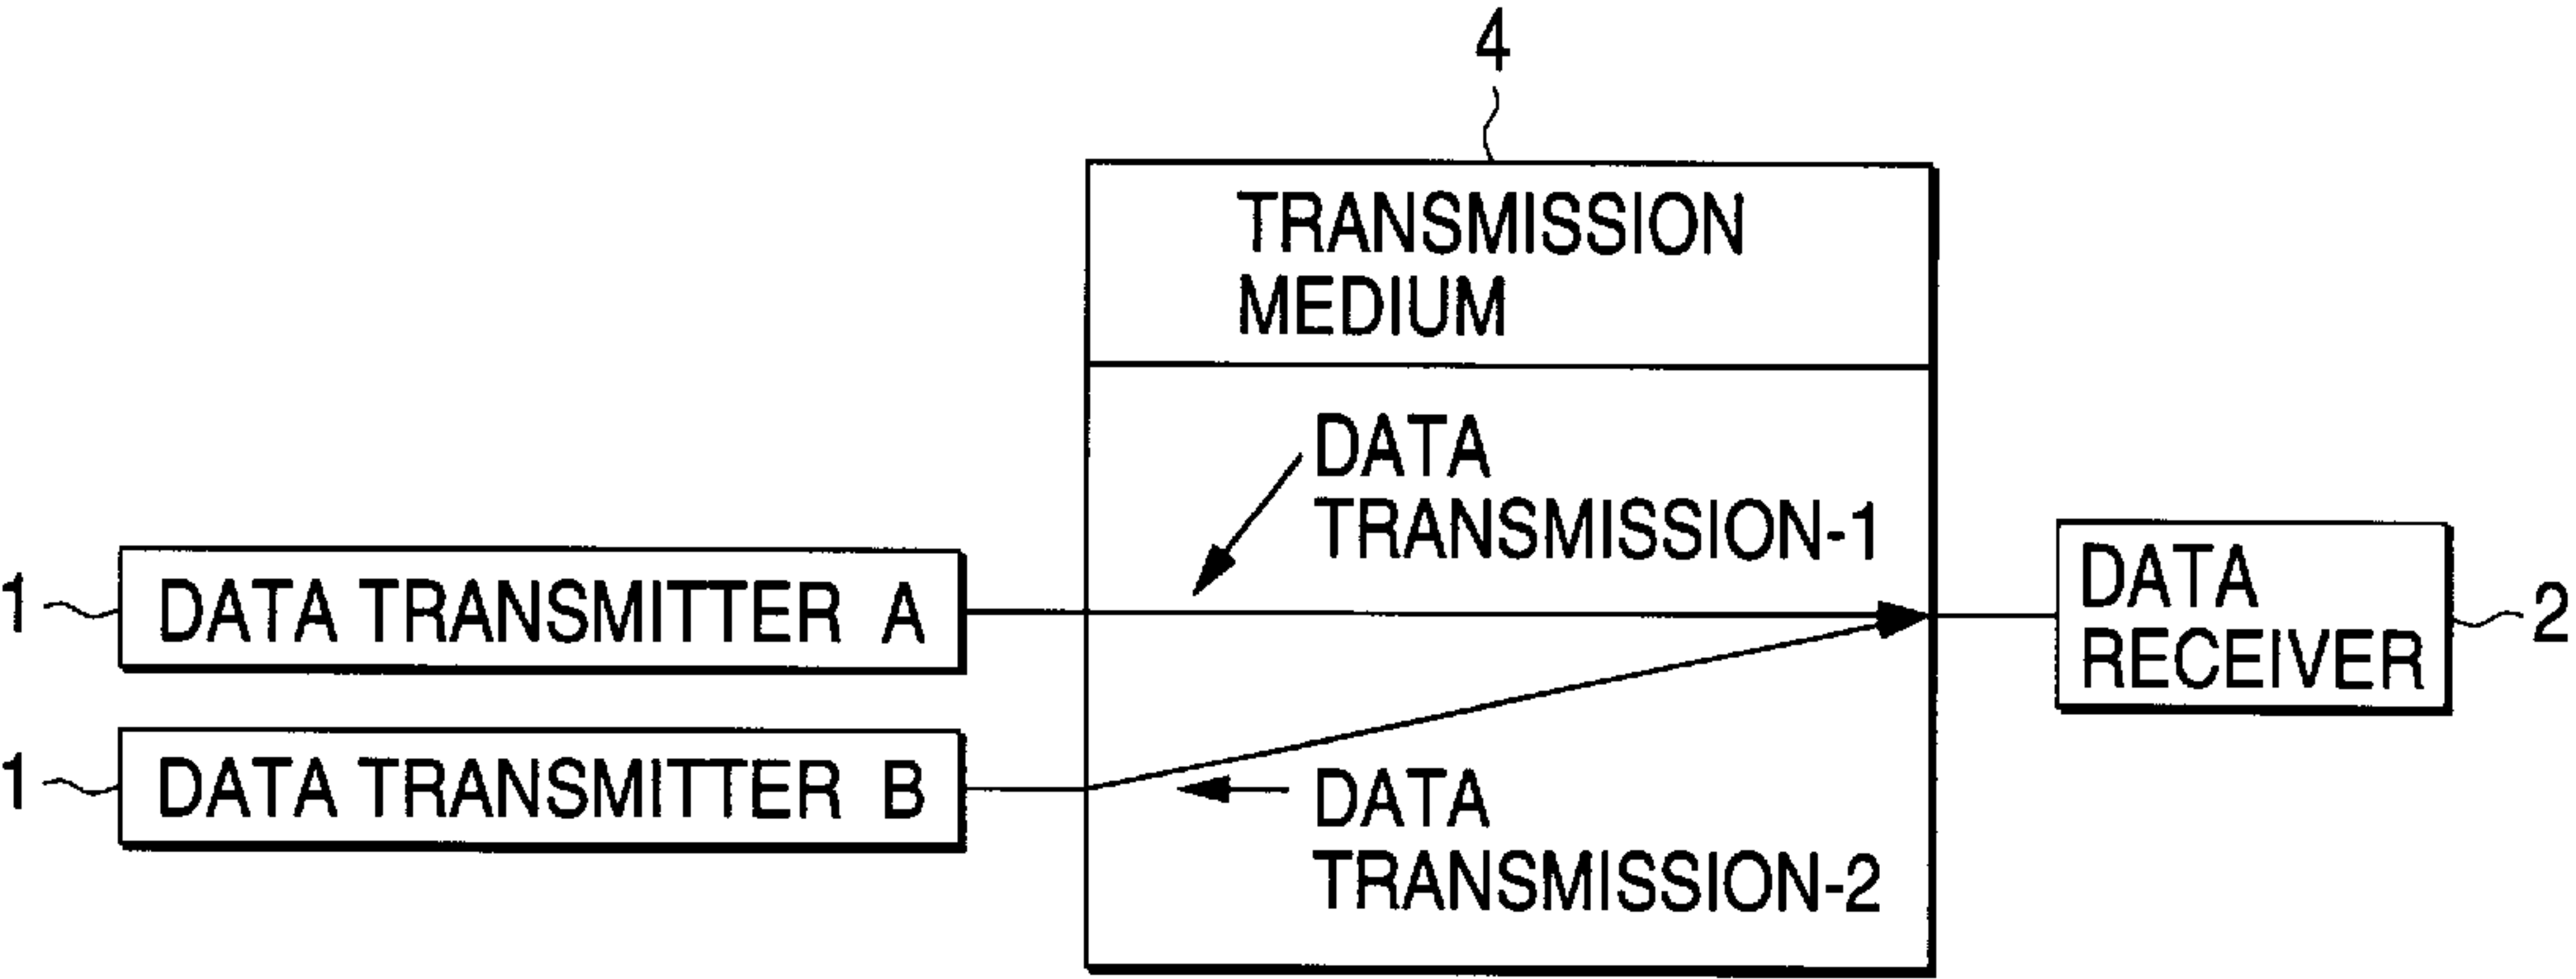 4
TRANSMISSION
MEDIUM
DATA
TRANSMISSION-1
1
DATA TRANSMITTER A
DATA
RECEIVER
2
1
DATA TRANSMITTER B
DATA
TRANSMISSION-2